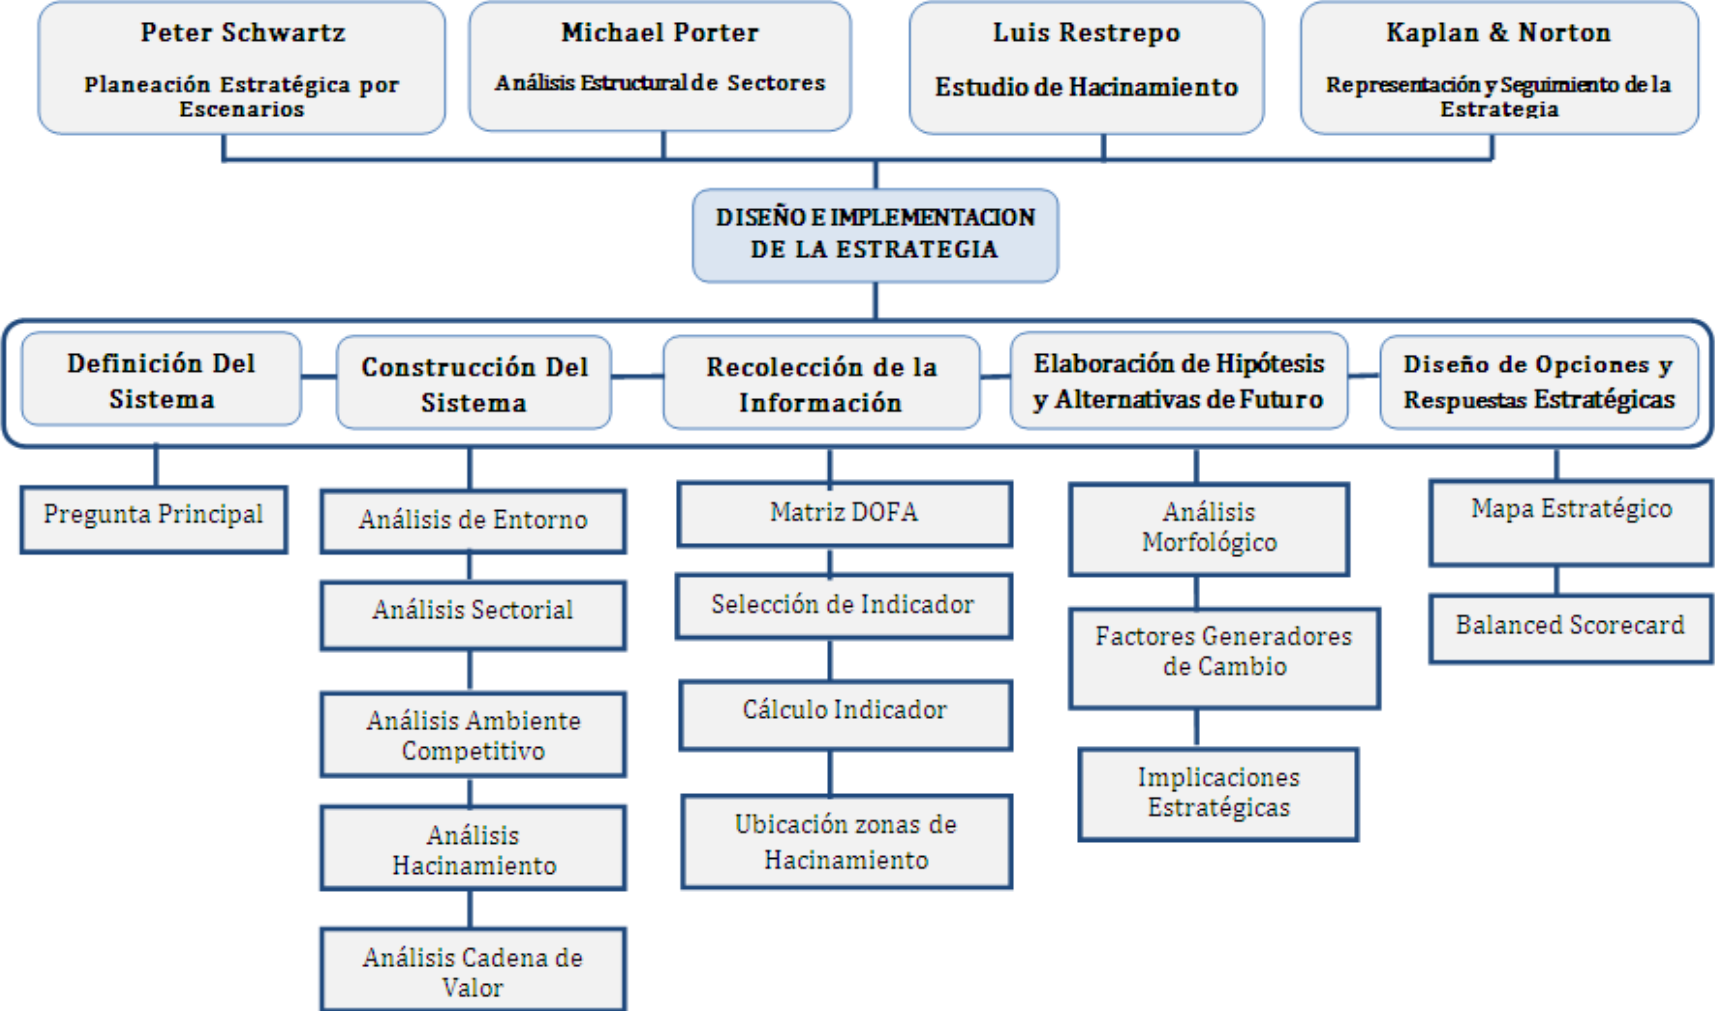 Peter Schwartz
Planeación Estratégica por
Escenarios
Michael Porter
Análisis Estructural de Sectores
Luis Restrepo
Estudio de Hacinamiento
Kaplan & Norton
Representación y Seguimiento de la
Estrategia
DISEÑO E IMPLEMENTACION
DE LA ESTRATEGIA
Definición Del
Sistema
Construcción Del
Sistema
Recolección de la
Información
Elaboración de Hipótesis
y Alternativas de Futuro
Diseño de Opciones y
Respuestas Estratégicas
Pregunta Principal
Análisis de Entorno
Análisis Sectorial
Análisis Ambiente
Competitivo
Análisis
Hacinamiento
Análisis Cadena de
Valor
Matriz DOFA
Selección de Indicador
Cálculo Indicador
Ubicación zonas de
Hacinamiento
Análisis
Morfológico
Factores Generadores
de Cambio
Implicaciones
Estratégicas
Mapa Estratégico
Balanced Scorecard